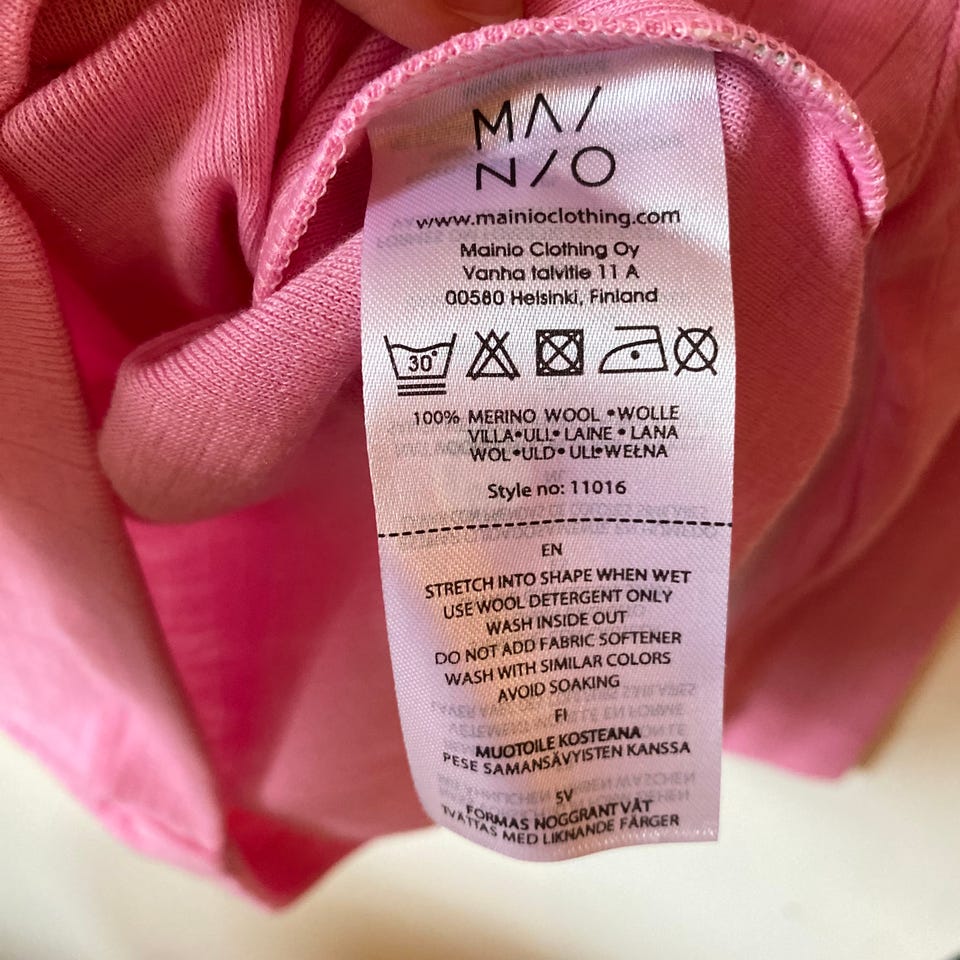 MAI
NIO
www.mainioclothing.com
Mainio Clothing Oy
Vanha talvitie 11 A
00580 Helsinki, Finland
30°
100% MERINO WOOL •WOLLE
VILLA•ULL• LAINE • LANA
WOL•ULD• ULL•WEŁNA
Style no: 11016
EN
STRETCH INTO SHAPE WHEN WET
USE WOOL DETERGENT ONLY
WASH INSIDE OUT
DO NOT ADD FABRIC SOFTENER
WASH WITH SIMILAR COLORS
AVOID SOAKING
FI
MUOTOILE KOSTEANA
PESE SAMANSÄVYISTEN KANSSA
SV
FORMAS NOGGRANT VÅT
TVÄTTAS MED LIKNANDE FÄRGER